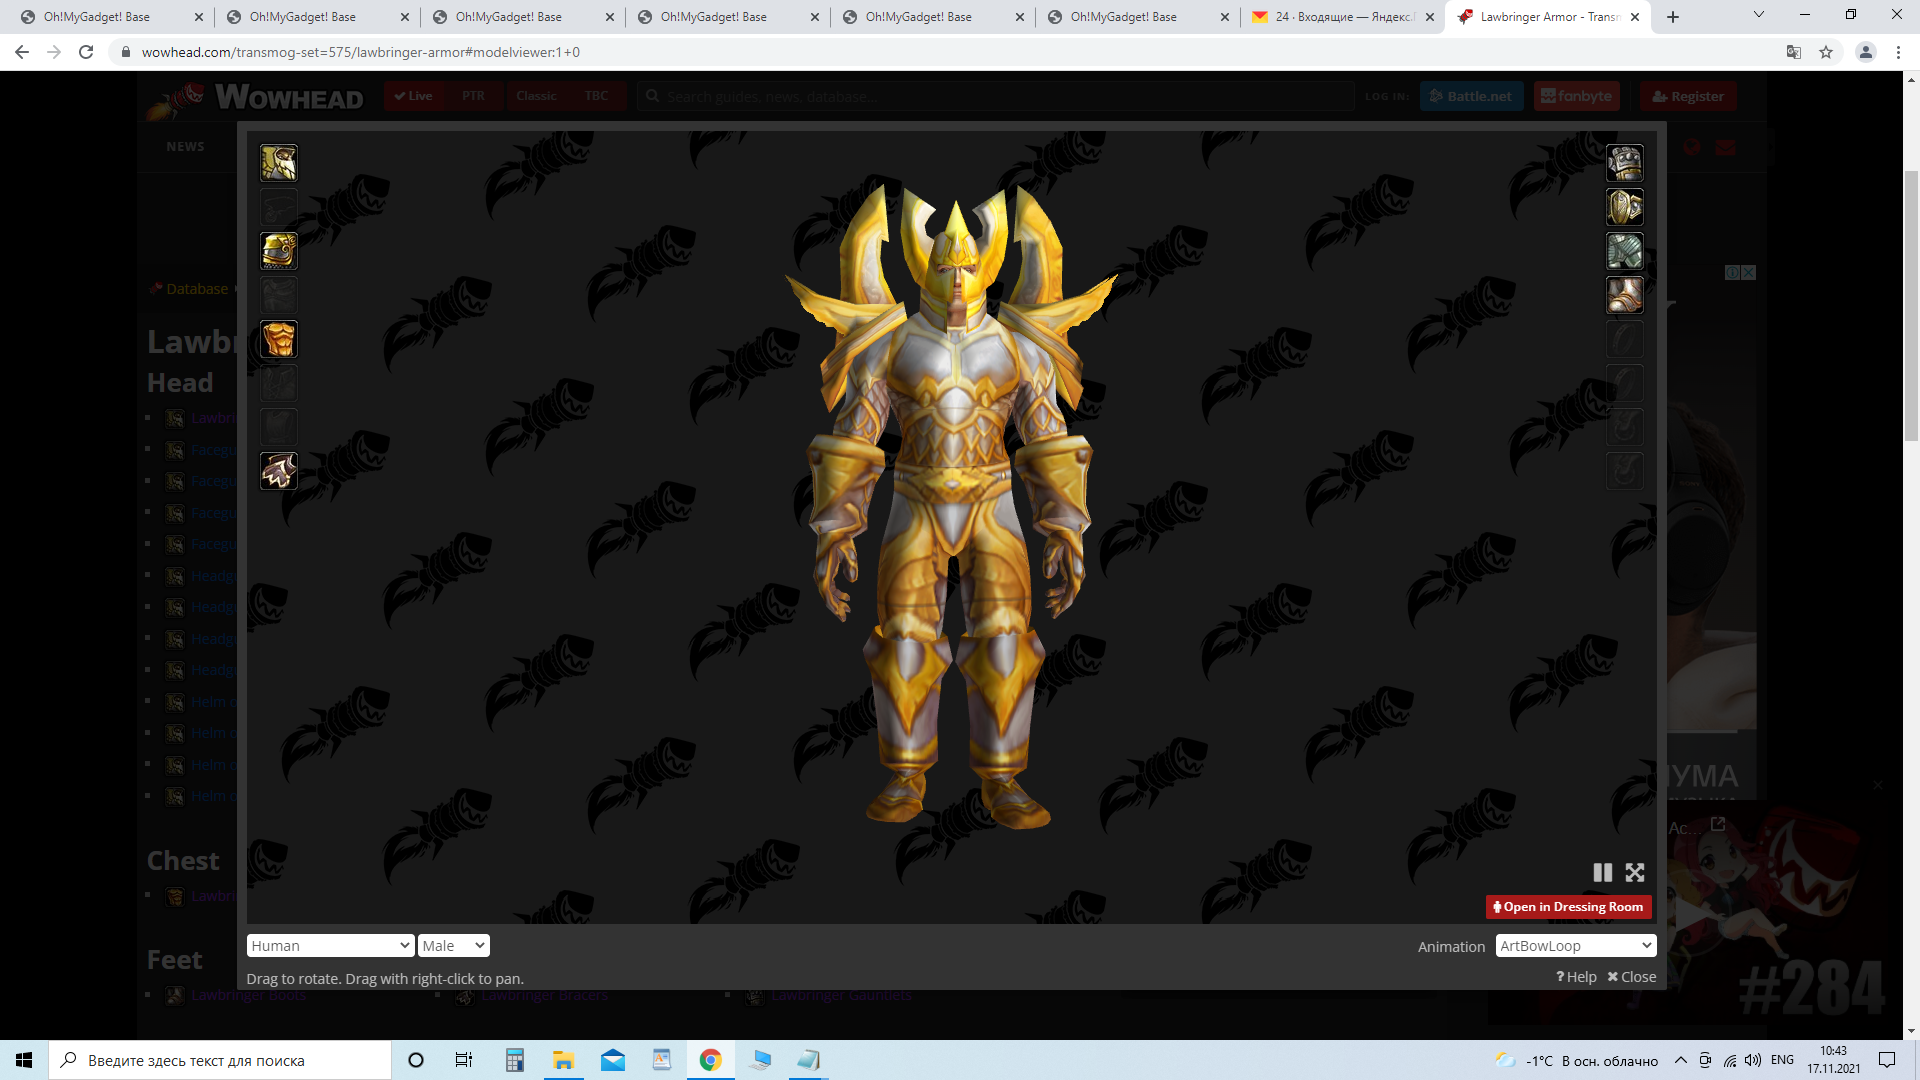 Oh!MyGadget! Base
Oh!MyGadget! Base
Oh!MyGadget! Base
Oh!MyGadget! Base
Oh!MyGadget! Base
Oh!MyGadget! Base
24 · Входящие — Яндекс.
Lawbringer Armor - Transm
wowhead.com/transmog-set=575/lawbringer-armor#modelviewer:1+0
WOWHEAD
Live
PTR
Classic
TBC
Search guides, news, database...
LOG IN:
Battle.net
fanbyte
Register
NEWS
Database
Lawbr
Head
Lawbri
Facegu
Facegu
Facegu
Facegu
Headg
Headg
Headg
Headg
Helm o
Helm o
Helm o
Helm o
Chest
Lawbri
Feet
Lawbringer Boots
Lawbringer Bracers
Lawbringer Gauntlets
Open in Dressing Room
Human
Male
Animation
ArtBowLoop
Drag to rotate. Drag with right-click to pan.
? Help
Close
Ac...
#284
Введите здесь текст для поиска
-1°C В осн. облачно
ENG
10:43
17.11.2021